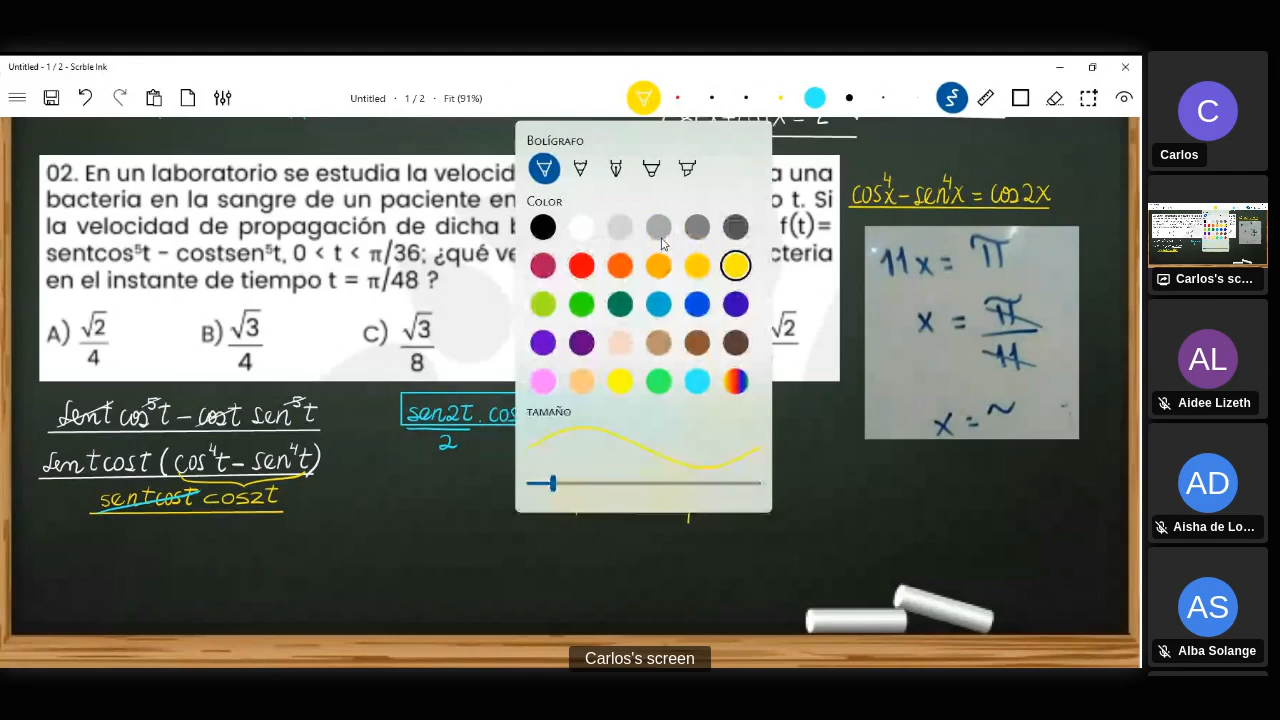 Untitled - 1 / 2 - Scrble Ink
Untitled · 1 / 2 · Fit (91%)
BOLÍGRAFO
COLOR
TAMAÑO
02. En un laboratorio se estudia la velocid a una
bacteria en la sangre de un paciente en o t. Si
la velocidad de propagación de dicha b f(t)=
sentcos⁵t - costsen⁵t, 0 < t < π/36; ¿qué ve cteria
en el instante de tiempo t = π/48 ?
A) √2/4 B) √3/4 C) √3/8 √2
cos⁴x - sen⁴x = cos2x
11x = π
x = π/11
x = ~
sent cos⁵t - cost sen⁵t
sent cost (cos⁴t - sen⁴t)
sentcost cos2t
sen2t . cos
2
Carlos's screen
C
Carlos
Carlos's sc...
AL
Aidee Lizeth
AD
Aisha de Lo...
AS
Alba Solange